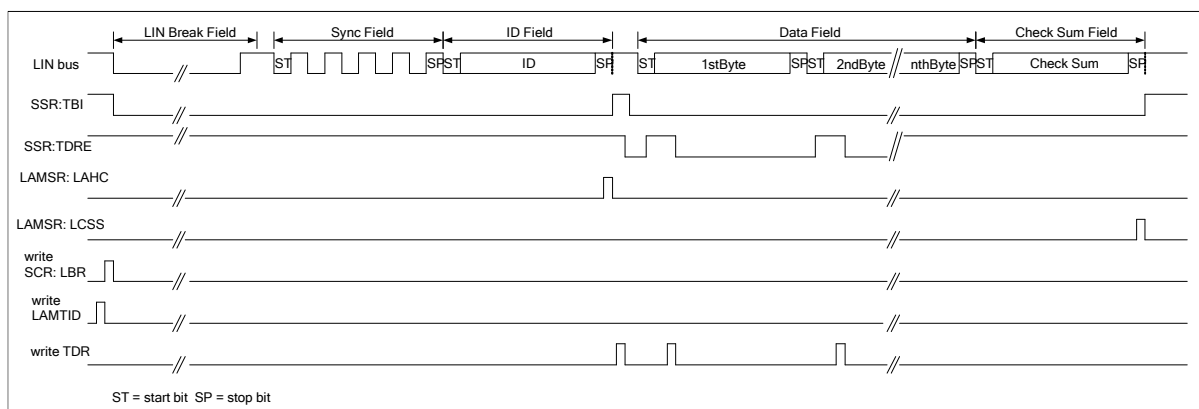 LIN Break Field Sync Field ID Field Data Field Check Sum Field
LIN bus ST SP ST ID SP ST 1stByte SP ST 2ndByte nthByte SP ST Check Sum SP
SSR:TBI
SSR:TDRE
LAMSR: LAHC
LAMSR: LCSS
write
SCR: LBR
write
LAMTID
write TDR
ST = start bit SP = stop bit